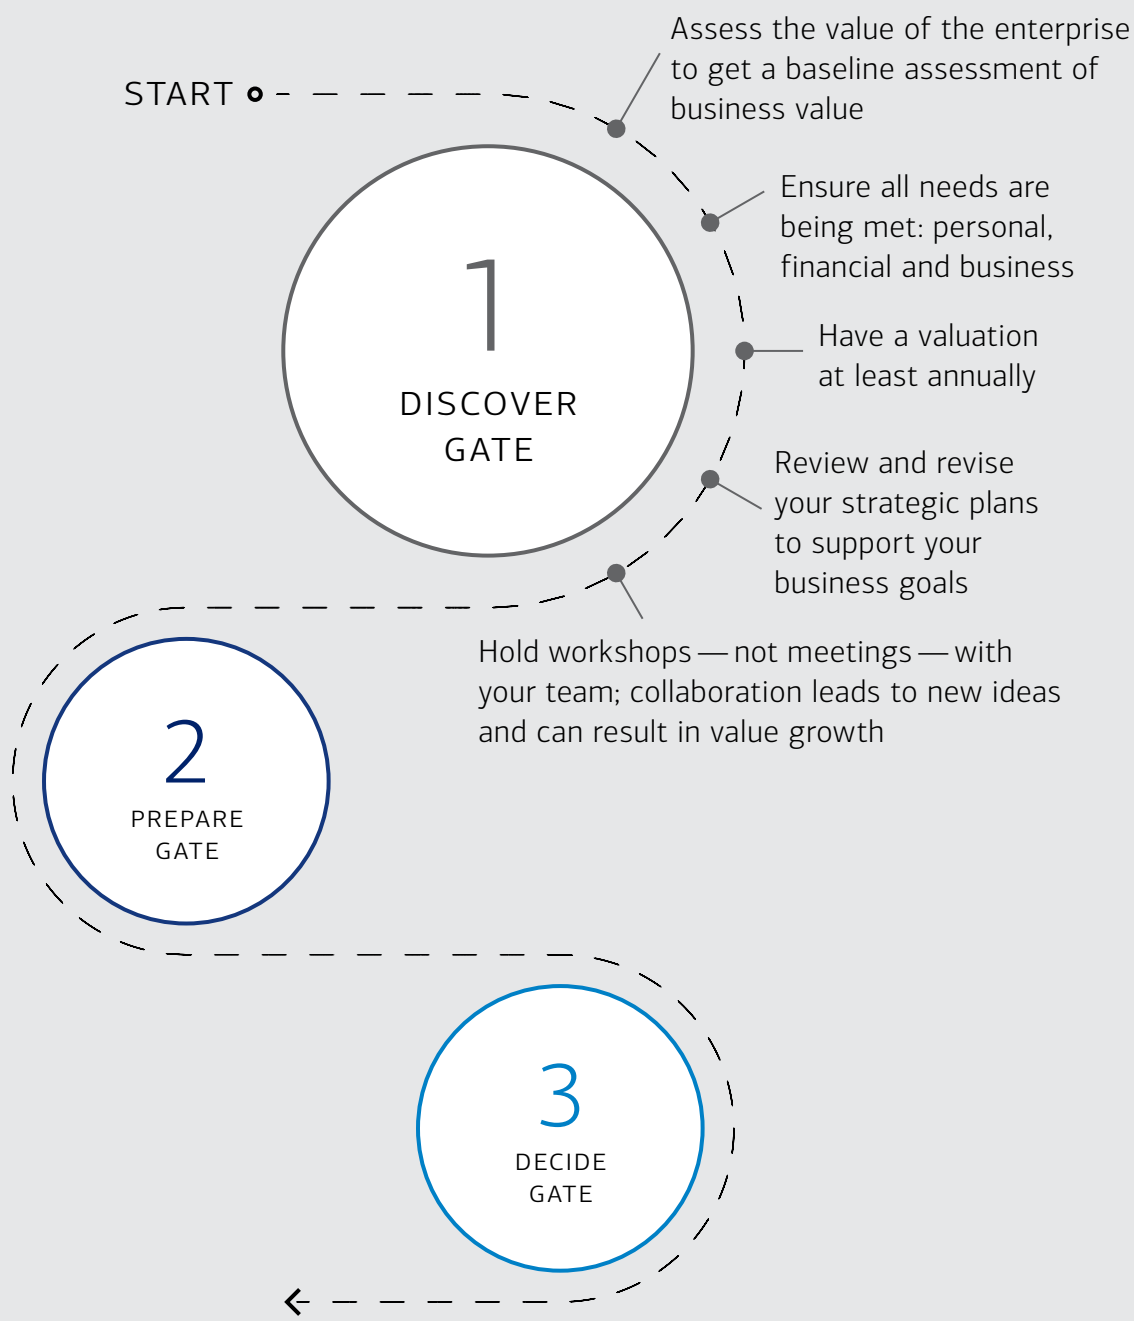 START
Assess the value of the enterprise
to get a baseline assessment of
business value
Ensure all needs are
being met: personal,
financial and business
1
DISCOVER
GATE
Have a valuation
at least annually
Review and revise
your strategic plans
to support your
business goals
Hold workshops — not meetings — with
your team; collaboration leads to new ideas
and can result in value growth
2
PREPARE
GATE
3
DECIDE
GATE